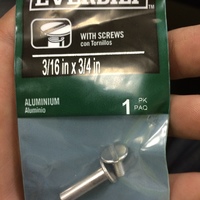 EVERBILT
WITH SCREWS
con Tornillos
3/16 in x 3/4 in
ALUMINIUM
Aluminio
1 PK
PAQ